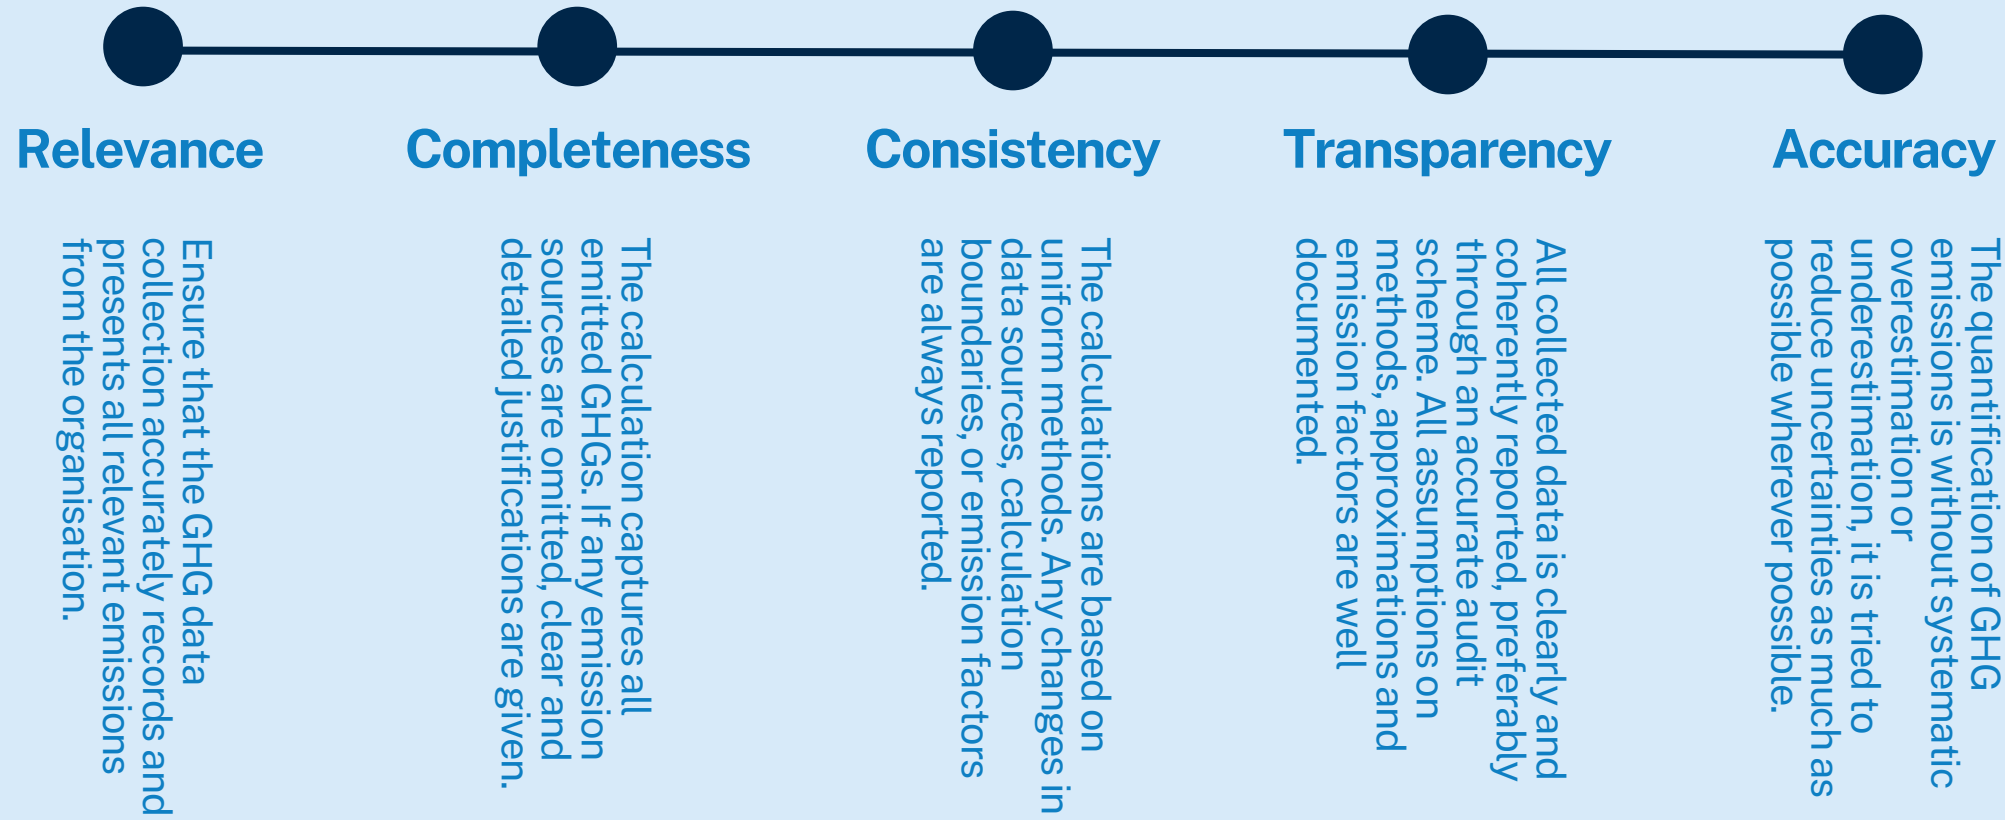 Relevance
Ensure that the GHG data
collection accurately records and
presents all relevant emissions
from the organisation.
Completeness
The calculation captures all
emitted GHGs. If any emission
sources are omitted, clear and
detailed justifications are given.
Consistency
The calculations are based on
uniform methods. Any changes in
data sources, calculation
boundaries, or emission factors
are always reported.
Transparency
All collected data is clearly and
coherently reported, preferably
through an accurate audit
scheme. All assumptions on
methods, approximations and
emission factors are well
documented.
Accuracy
The quantification of GHG
emissions is without systematic
overestimation or
underestimation, it is tried to
reduce uncertainties as much as
possible wherever possible.